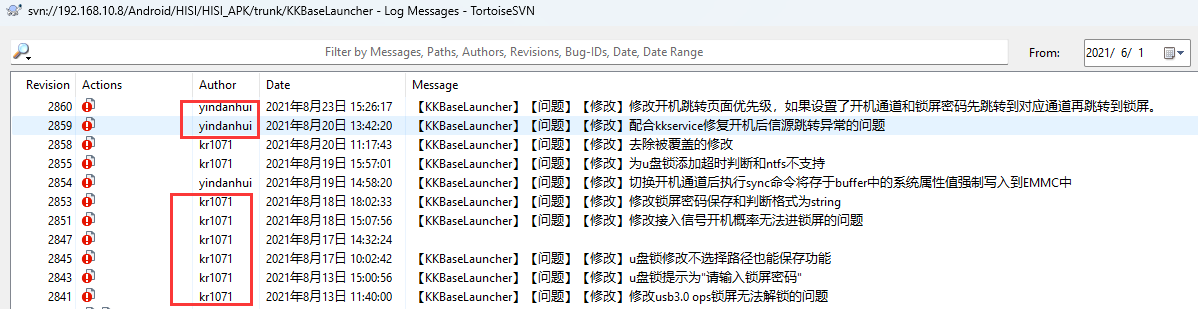 svn://192.168.10.8/Android/HISI/HISI_APK/trunk/KKBaseLauncher - Log Messages - TortoiseSVN
Filter by Messages, Paths, Authors, Revisions, Bug-IDs, Date, Date Range From: 2021/ 6/ 1
Revision Actions Author Date Message
2860 yindanhui 2021年8月23日 15:26:17 【KKBaseLauncher】【问题】【修改】修改开机跳转页面优先级，如果设置了开机通道和锁屏密码先跳转到对应通道再跳转到锁屏。
2859 yindanhui 2021年8月20日 13:42:20 【KKBaseLauncher】【问题】【修改】配合kkservice修复开机后信源跳转异常的问题
2858 kr1071 2021年8月20日 11:17:43 【KKBaseLauncher】【问题】【修改】去除被覆盖的修改
2855 kr1071 2021年8月19日 15:57:01 【KKBaseLauncher】【问题】【修改】为u盘锁添加超时判断和ntfs不支持
2854 yindanhui 2021年8月19日 14:58:20 【KKBaseLauncher】【问题】【修改】切换开机通道后执行sync命令将存于buffer中的系统属性值强制写入到EMMC中
2853 kr1071 2021年8月18日 18:02:33 【KKBaseLauncher】【问题】【修改】修改锁屏密码保存和判断格式为string
2851 kr1071 2021年8月18日 15:07:56 【KKBaseLauncher】【问题】【修改】修改接入信号开机概率无法进锁屏的问题
2847 kr1071 2021年8月17日 14:32:24
2845 kr1071 2021年8月17日 10:02:42 【KKBaseLauncher】【问题】【修改】u盘锁修改不选择路径也能保存功能
2843 kr1071 2021年8月13日 15:00:56 【KKBaseLauncher】【问题】【修改】u盘锁提示为"请输入锁屏密码"
2841 kr1071 2021年8月13日 11:40:00 【KKBaseLauncher】【问题】【修改】修改usb3.0 ops锁屏无法解锁的问题